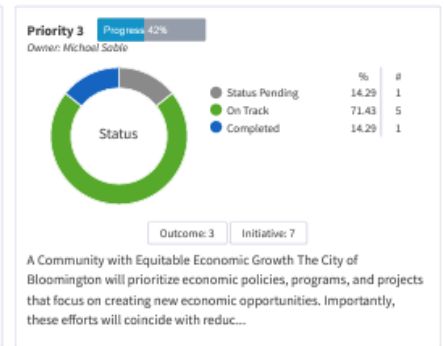 Priority 3 Progress 42%
Owner: Michael Sable
% #
Status Pending 14.29 1
On Track 71.43 5
Completed 14.29 1
Status
Outcome: 3 Initiative: 7
A Community with Equitable Economic Growth The City of
Bloomington will prioritize economic policies, programs, and projects
that focus on creating new economic opportunities. Importantly,
these efforts will coincide with reduc...